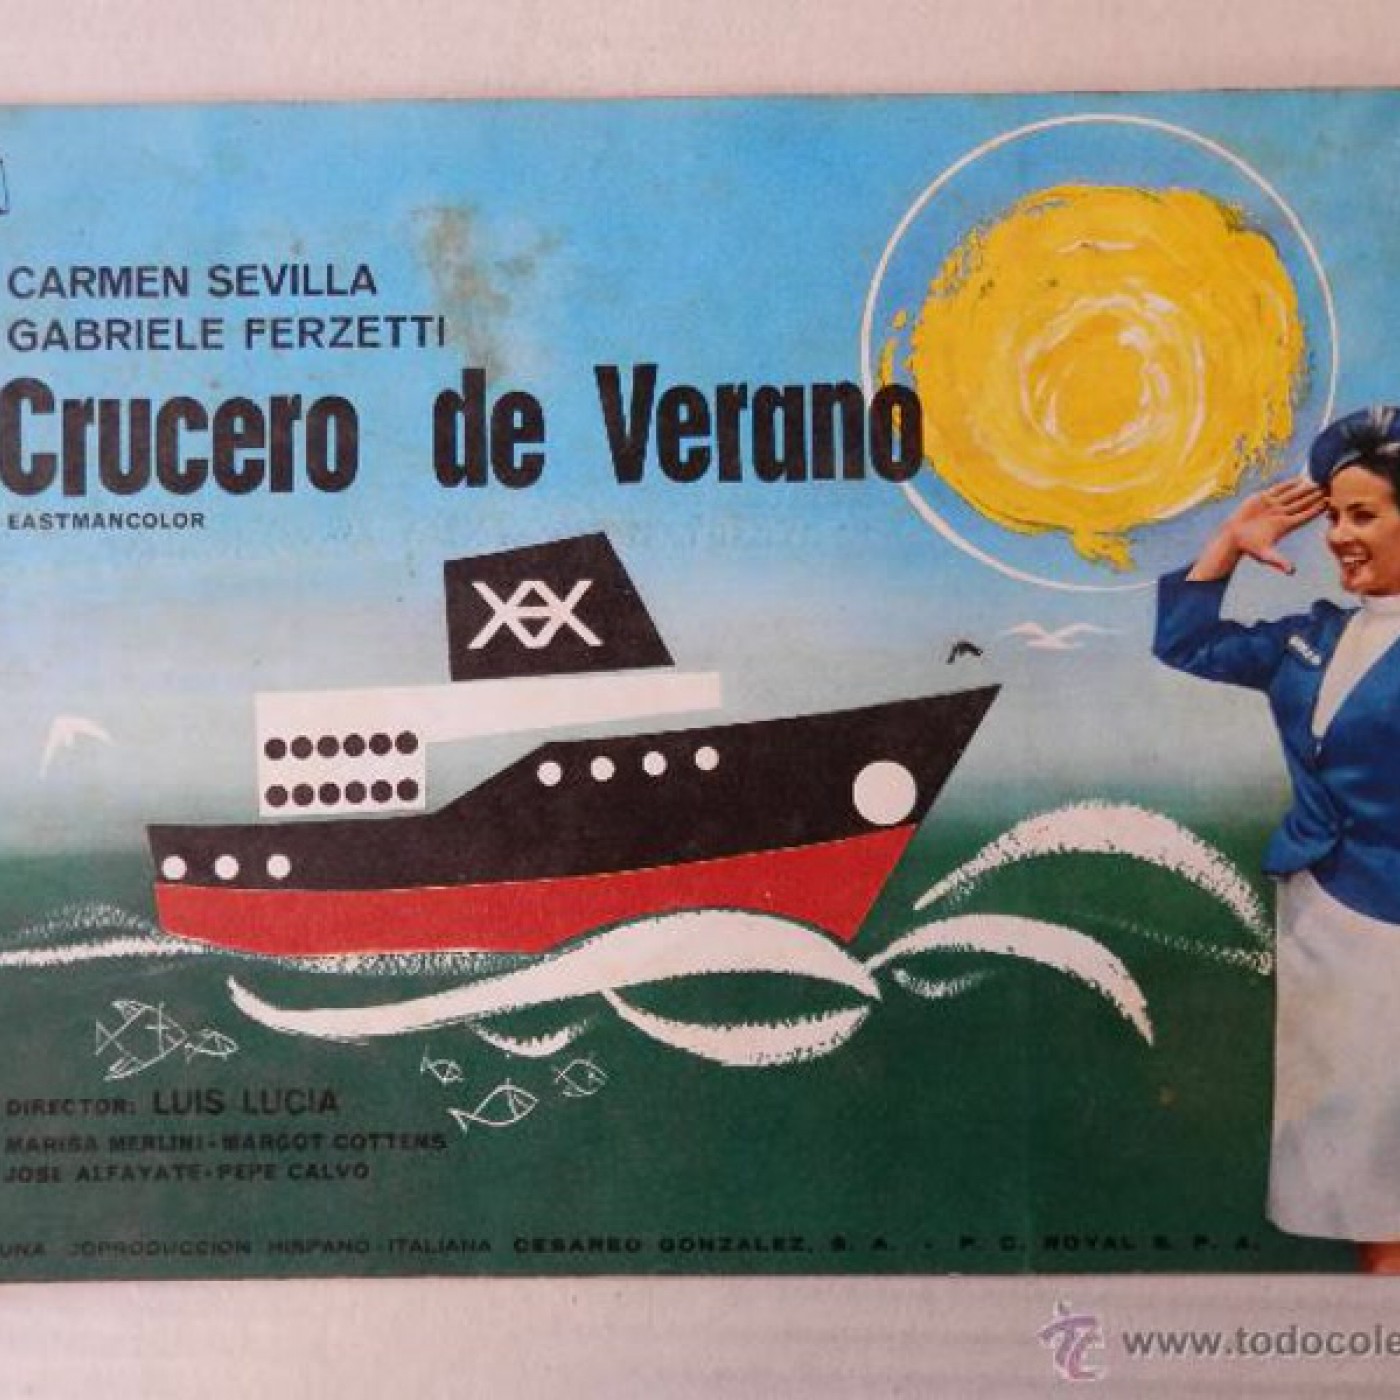 CARMEN SEVILLA
GABRIELE FERZETTI
Crucero de Verano
EASTMANCOLOR
DIRECTOR: LUIS LUCIA
MARISA MERLINI - MARGOT COTTENS
JOSE ALFAYATE - PEPE CALVO
UNA COPRODUCCION HISPANO-ITALIANA CESAREO GONZALEZ, S. A. - P. C. ROYAL S. P. A.
www.todocole